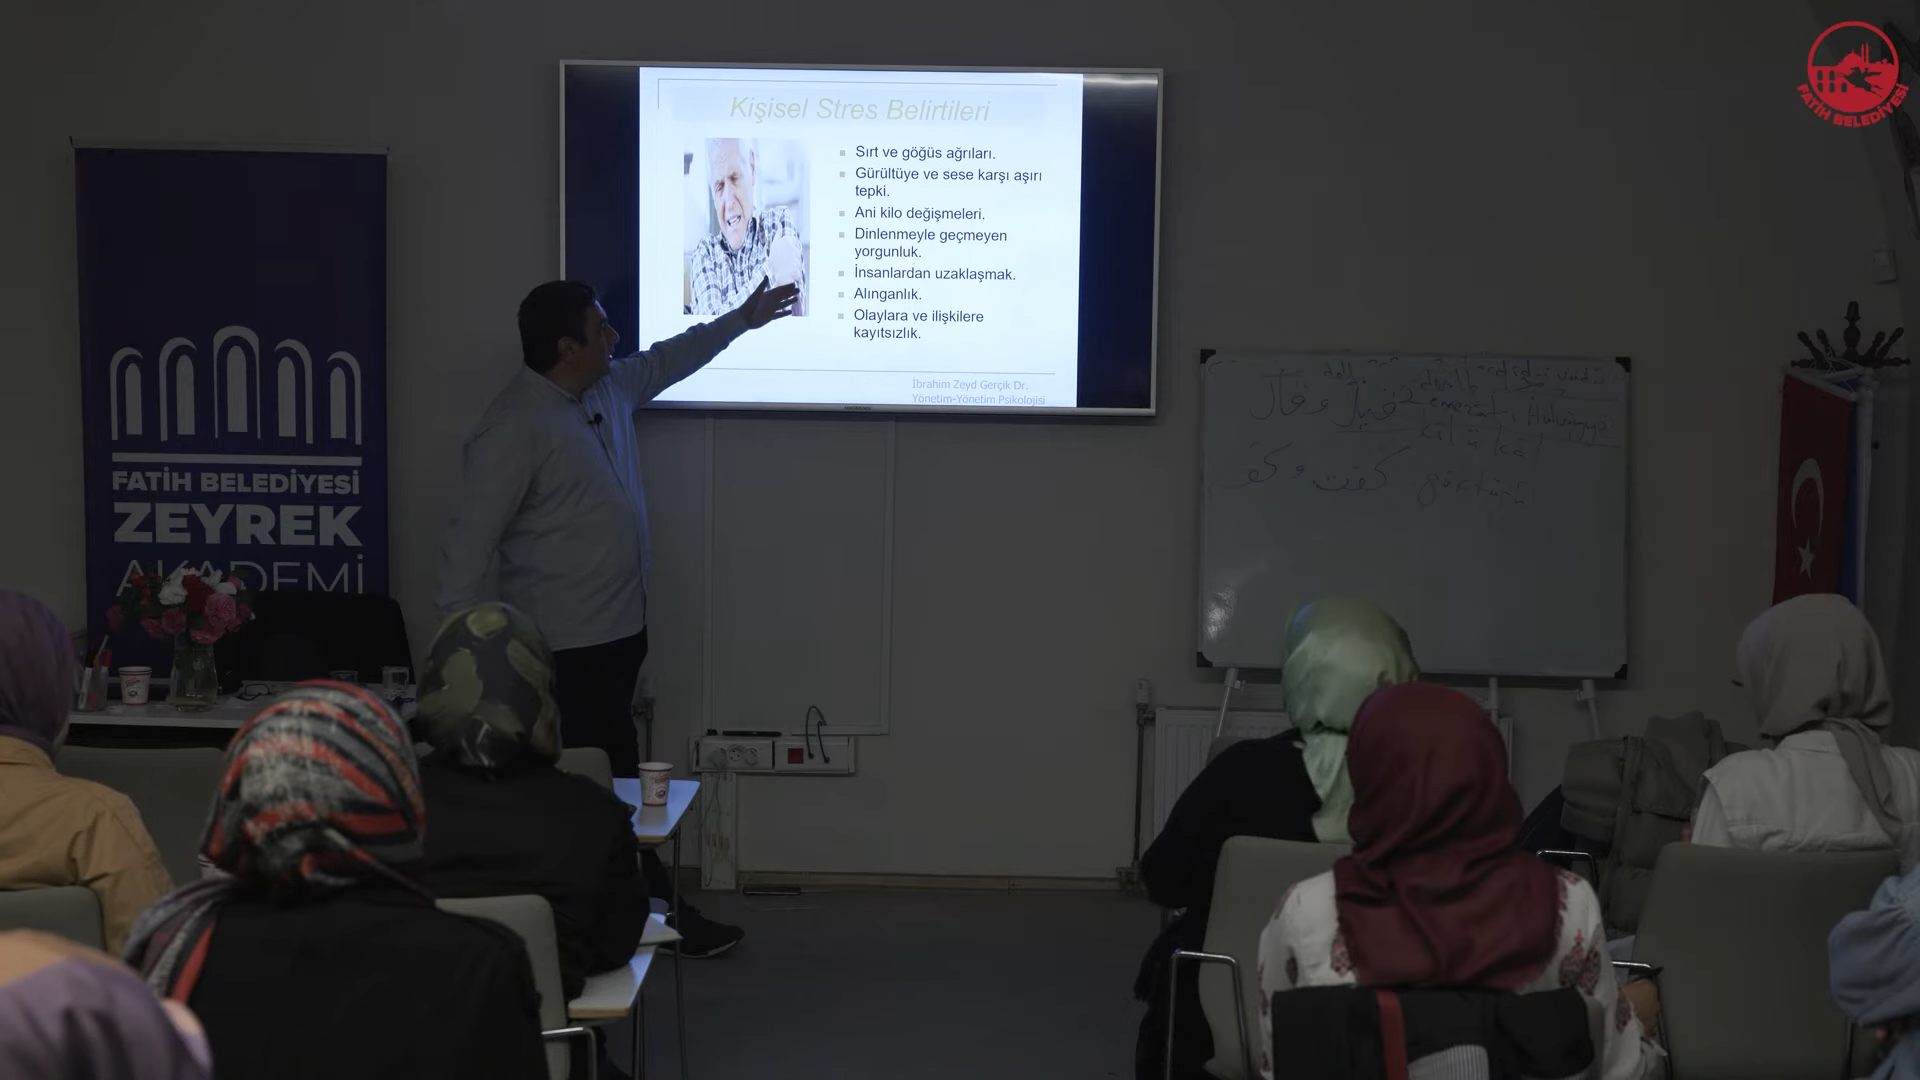 FATİH BELEDİYESİ
Kişisel Stres Belirtileri
Sırt ve göğüs ağrıları.
Gürültüye ve sese karşı aşırı
tepki.
Ani kilo değişmeleri.
Dinlenmeyle geçmeyen
yorgunluk.
İnsanlardan uzaklaşmak.
Alınganlık.
Olaylara ve ilişkilere
kayıtsızlık.
İbrahim Zeyd Gerçik Dr.
Yönetim-Yönetim Psikolojisi
FATİH BELEDİYESİ
ZEYREK
AKADEMİ
قيل و قال